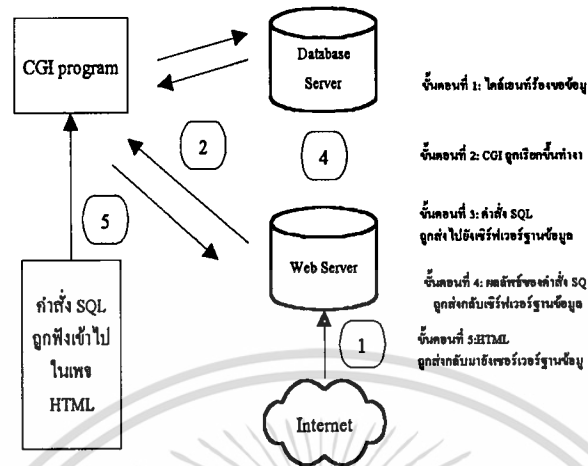 CGI program
Database
Server
ขั้นตอนที่ 1: ไคล์เอนท์ร้องขอข้อมู
2
4
ขั้นตอนที่ 2: CGI ถูกเรียกขึ้นทำงา
5
ขั้นตอนที่ 3: คำสั่ง SQL
ถูกส่งไปยังเซิร์ฟเวอร์ฐานข้อมูล
Web Server
คำสั่ง SQL
ถูกฟังเข้าไป
ในเพจ
HTML
ขั้นตอนที่ 4: ผลลัพธ์ของคำสั่ง SQ
ถูกส่งกลับเซิร์ฟเวอร์ฐานข้อมูล
1
ขั้นตอนที่ 5:HTML
ถูกส่งกลับมายังเซอร์เวอร์ฐานข้อมู
Internet